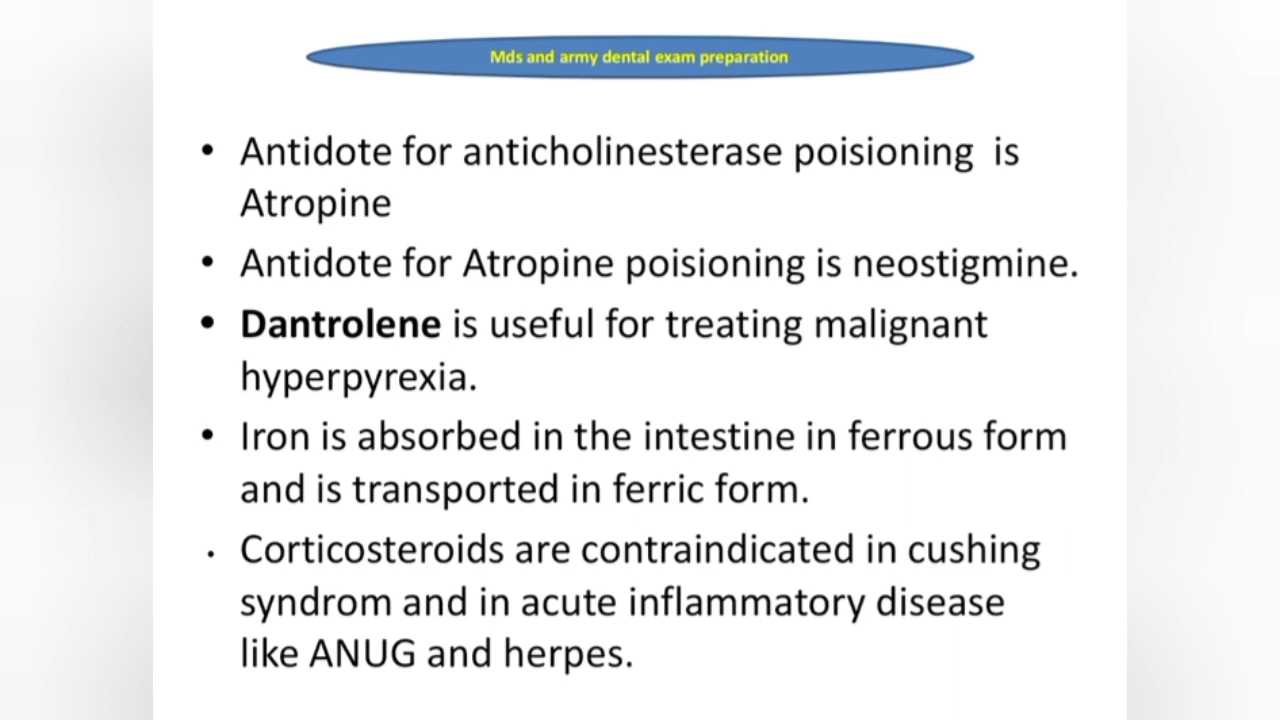 Mds and army dental exam preparation
• Antidote for anticholinesterase poisioning is
Atropine
• Antidote for Atropine poisioning is neostigmine.
• Dantrolene is useful for treating malignant
hyperpyrexia.
• Iron is absorbed in the intestine in ferrous form
and is transported in ferric form.
• Corticosteroids are contraindicated in cushing
syndrom and in acute inflammatory disease
like ANUG and herpes.